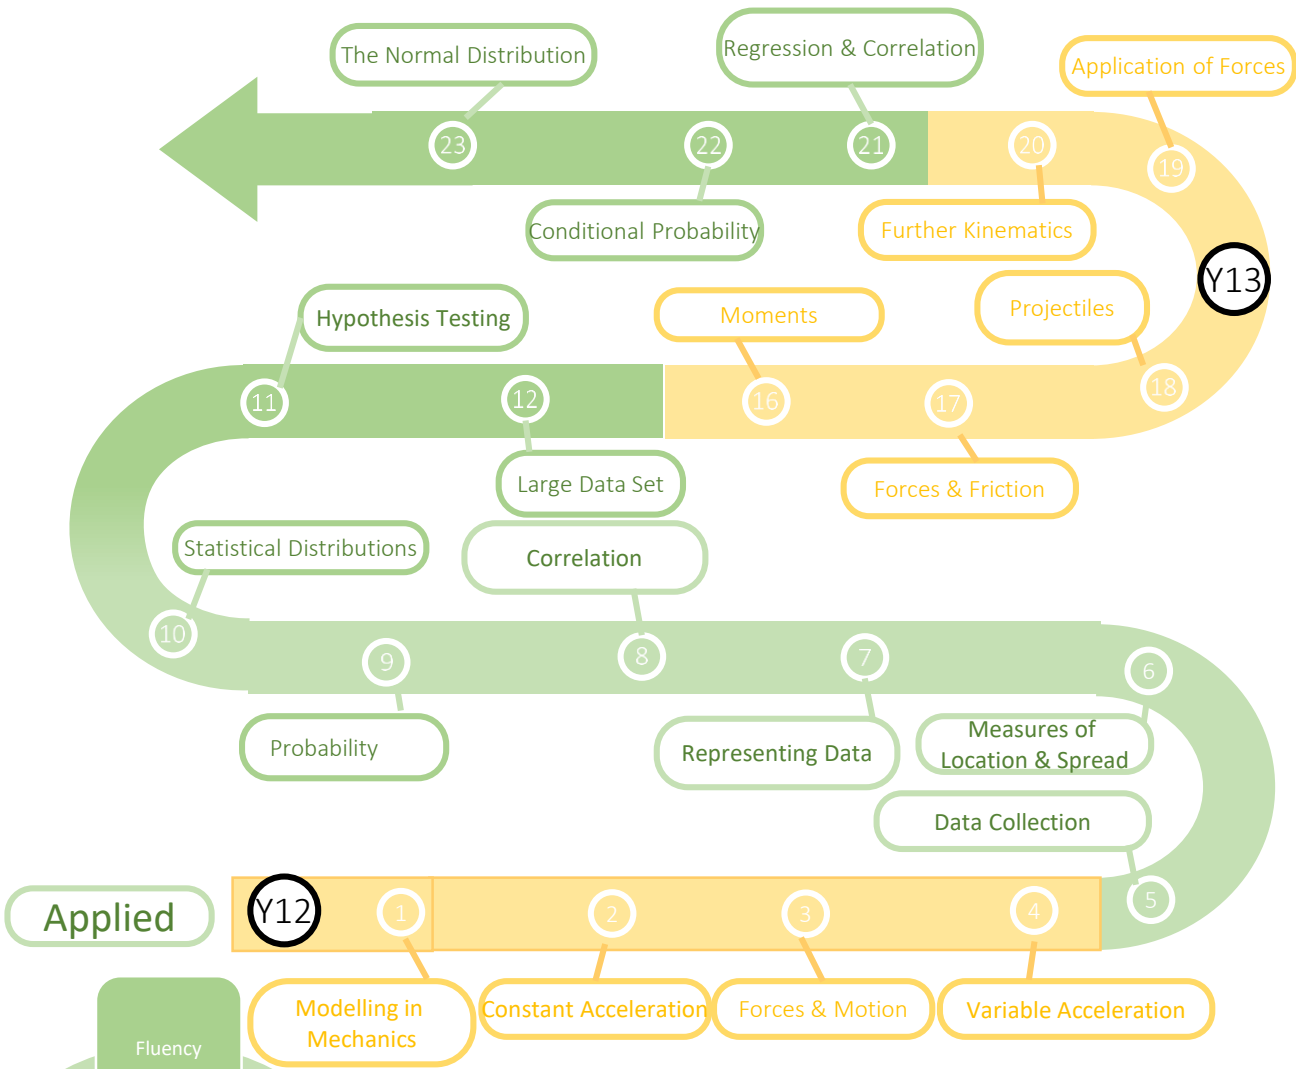 The Normal Distribution
Regression & Correlation
Application of Forces
23
22
21
20
19
Conditional Probability
Further Kinematics
Y13
Hypothesis Testing
Moments
Projectiles
11
12
16
17
18
Large Data Set
Forces & Friction
Statistical Distributions
Correlation
10
9
8
7
6
Probability
Representing Data
Measures of
Location & Spread
Data Collection
Applied
Y12
1
2
3
4
5
Modelling in
Mechanics
Constant Acceleration
Forces & Motion
Variable Acceleration
Fluency